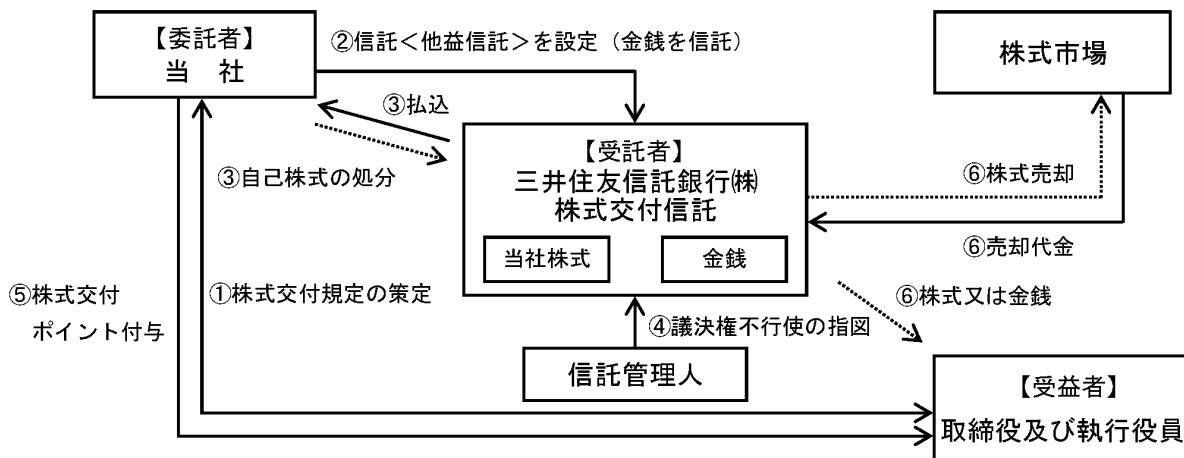 【委託者】
当 社
②信託＜他益信託＞を設定（金銭を信託）
株式市場
③払込
③自己株式の処分
【受託者】
三井住友信託銀行㈱
株式交付信託
当社株式
金銭
⑥株式売却
⑥売却代金
⑤株式交付
ポイント付与
①株式交付規定の策定
④議決権不行使の指図
⑥株式又は金銭
信託管理人
【受益者】
取締役及び執行役員